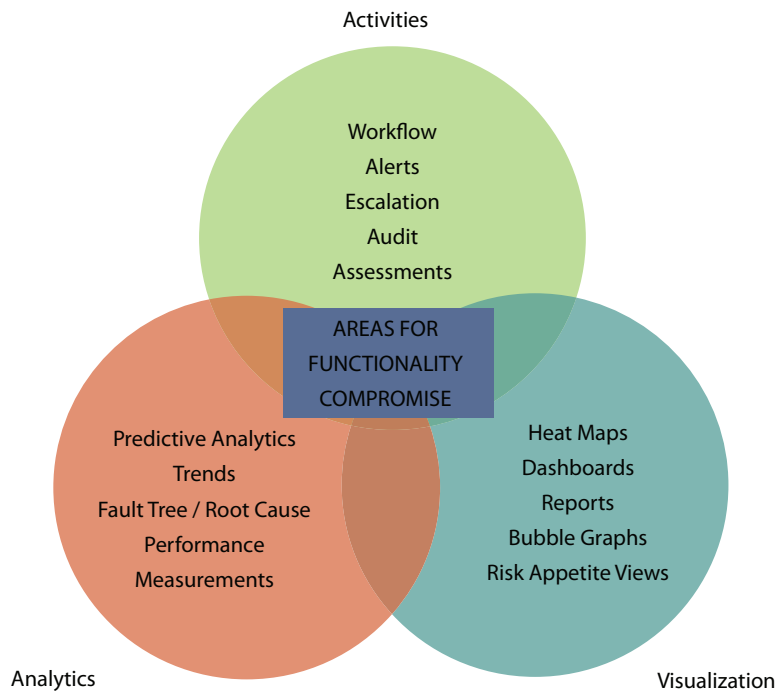 Activities
Workflow
Alerts
Escalation
Audit
Assessments
AREAS FOR
FUNCTIONALITY
COMPROMISE
Predictive Analytics
Trends
Fault Tree / Root Cause
Performance
Measurements
Heat Maps
Dashboards
Reports
Bubble Graphs
Risk Appetite Views
Analytics
Visualization